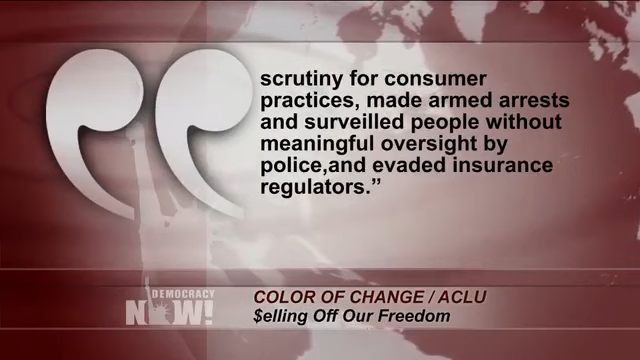 scrutiny for consumer
practices, made armed arrests
and surveilled people without
meaningful oversight by
police,and evaded insurance
regulators.”
DEMOCRACY
NOW!
COLOR OF CHANGE / ACLU
$elling Off Our Freedom